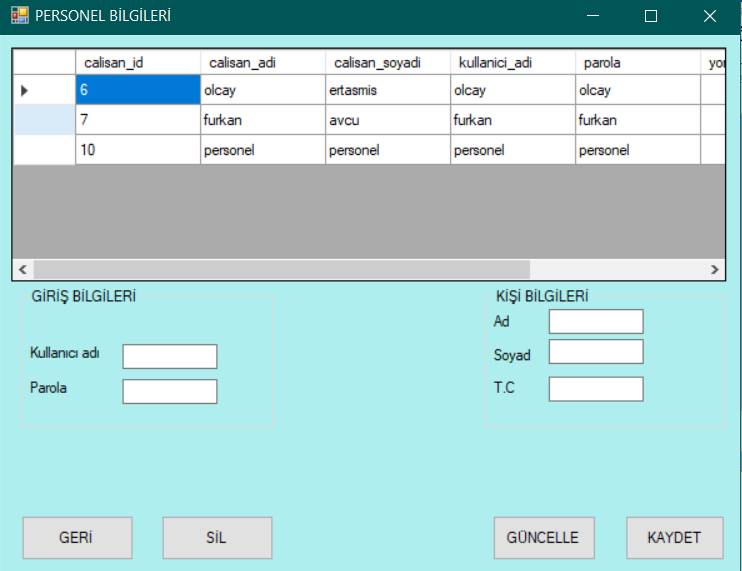 PERSONEL BİLGİLERİ
calisan_id calisan_adi calisan_soyadi kullanici_adi parola
6 olcay ertasmis olcay olcay
7 furkan avcu furkan furkan
10 personel personel personel personel
GİRİŞ BİLGİLERİ
Kullanıcı adı
Parola
KİŞİ BİLGİLERİ
Ad
Soyad
T.C
GERİ SİL GÜNCELLE KAYDET